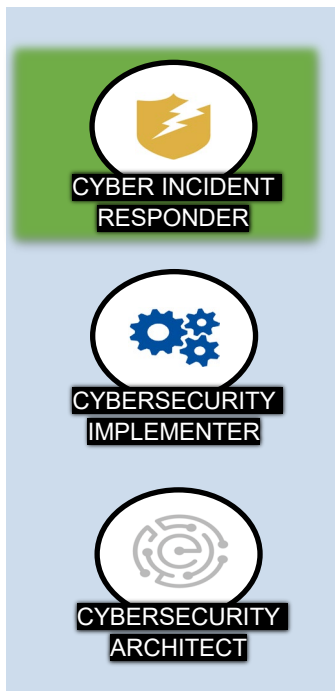 CYBER INCIDENT
RESPONDER
CYBERSECURITY
IMPLEMENTER
CYBERSECURITY
ARCHITECT